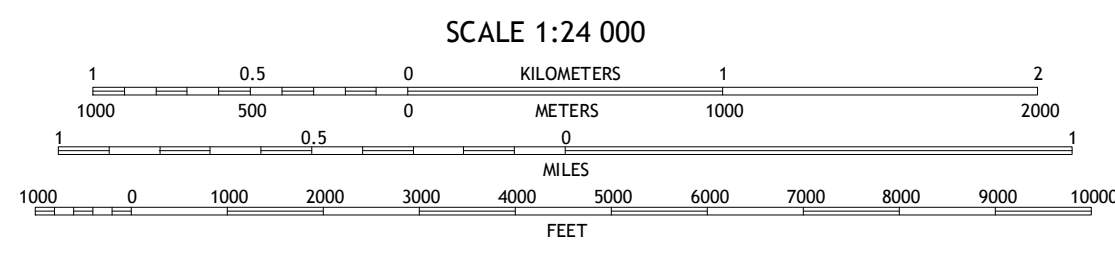 SCALE 1:24 000
1 0.5 0 KILOMETERS 1 2
1000 500 0 METERS 1000 2000
1 0.5 0 1
MILES
1000 0 1000 2000 3000 4000 5000 6000 7000 8000 9000 10000
FEET